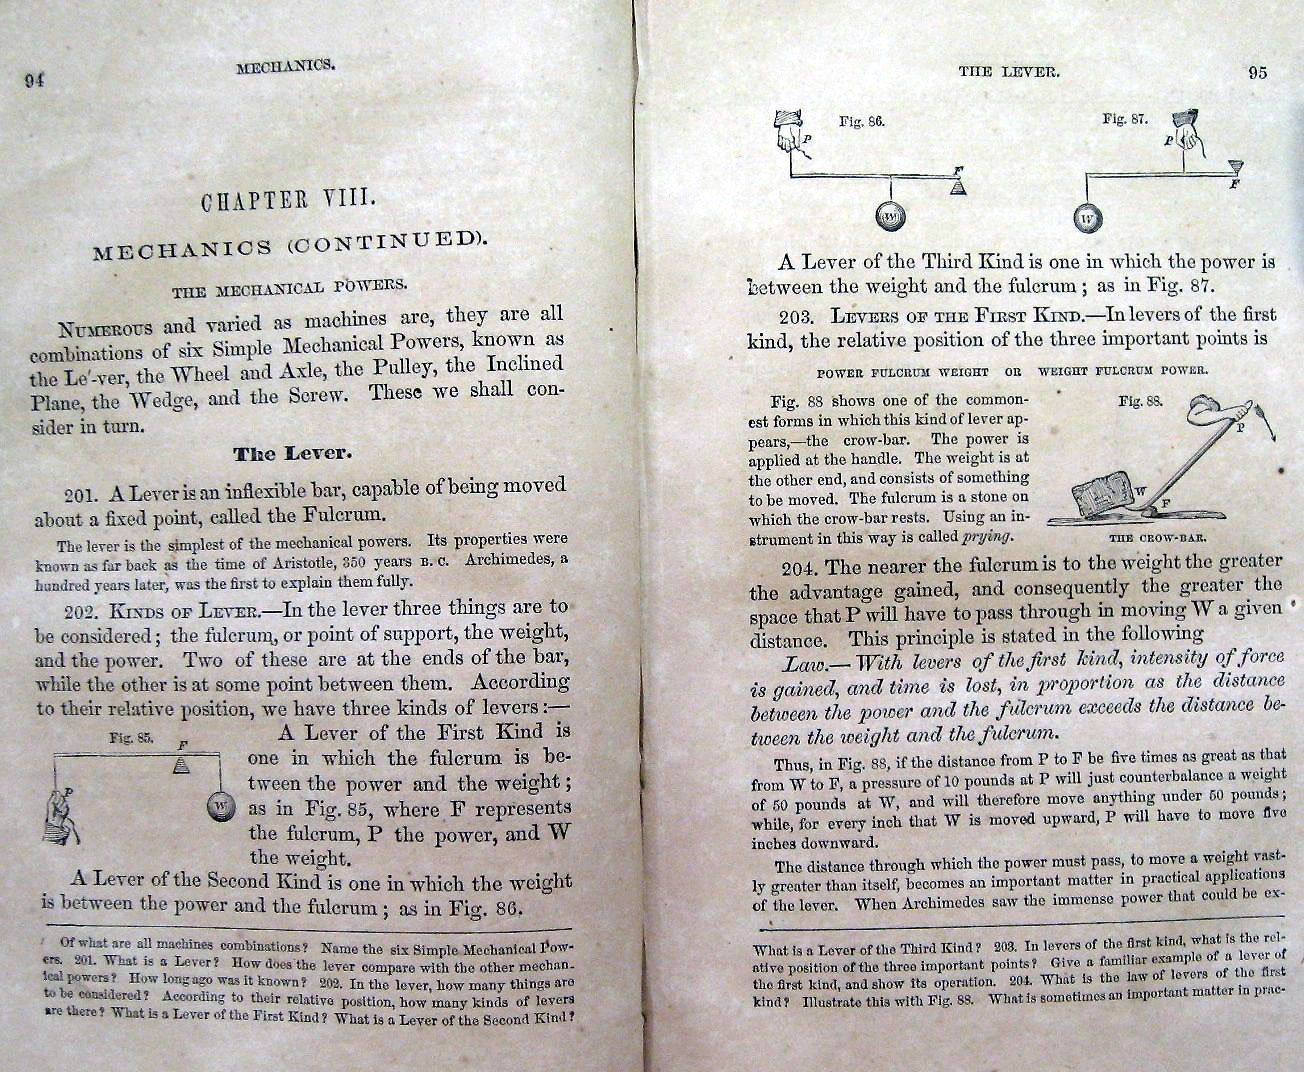 94
MECHANICS.
CHAPTER VIII.
MECHANICS (CONTINUED).
THE MECHANICAL POWERS.
NUMEROUS and varied as machines are, they are all
combinations of six Simple Mechanical Powers, known as
the Le'-ver, the Wheel and Axle, the Pulley, the Inclined
Plane, the Wedge, and the Screw. These we shall con-
sider in turn.
The Lever.
201. A Lever is an inflexible bar, capable of being moved
about a fixed point, called the Fulcrum.
The lever is the simplest of the mechanical powers. Its properties were
known as far back as the time of Aristotle, 350 years B. C. Archimedes, a
hundred years later, was the first to explain them fully.
202. KINDS OF LEVER.—In the lever three things are to
be considered; the fulcrum, or point of support, the weight,
and the power. Two of these are at the ends of the bar,
while the other is at some point between them. According
to their relative position, we have three kinds of levers:—
Fig. 85.
F
P
W
A Lever of the First Kind is
one in which the fulcrum is be-
tween the power and the weight;
as in Fig. 85, where F represents
the fulcrum, P the power, and W
the weight.
A Lever of the Second Kind is one in which the weight
is between the power and the fulcrum; as in Fig. 86.
Of what are all machines combinations? Name the six Simple Mechanical Pow-
ers. 201. What is a Lever? How does the lever compare with the other mechan-
ical powers? How long ago was it known? 202. In the lever, how many things are
to be considered? According to their relative position, how many kinds of levers
are there? What is a Lever of the First Kind? What is a Lever of the Second Kind?
THE LEVER.
95
Fig. 86.
P
F
W
Fig. 87.
P
F
W
A Lever of the Third Kind is one in which the power is
between the weight and the fulcrum; as in Fig. 87.
203. LEVERS OF THE FIRST KIND.—In levers of the first
kind, the relative position of the three important points is
POWER FULCRUM WEIGHT OR WEIGHT FULCRUM POWER.
Fig. 88 shows one of the common-
est forms in which this kind of lever ap-
pears,—the crow-bar. The power is
applied at the handle. The weight is at
the other end, and consists of something
to be moved. The fulcrum is a stone on
which the crow-bar rests. Using an in-
strument in this way is called prying.
Fig. 88.
P
W
F
THE CROW-BAR.
204. The nearer the fulcrum is to the weight the greater
the advantage gained, and consequently the greater the
space that P will have to pass through in moving W a given
distance. This principle is stated in the following
Law.—With levers of the first kind, intensity of force
is gained, and time is lost, in proportion as the distance
between the power and the fulcrum exceeds the distance be-
tween the weight and the fulcrum.
Thus, in Fig. 88, if the distance from P to F be five times as great as that
from W to F, a pressure of 10 pounds at P will just counterbalance a weight
of 50 pounds at W, and will therefore move anything under 50 pounds;
while, for every inch that W is moved upward, P will have to move five
inches downward.
The distance through which the power must pass, to move a weight vast-
ly greater than itself, becomes an important matter in practical applications
of the lever. When Archimedes saw the immense power that could be ex-
What is a Lever of the Third Kind? 203. In levers of the first kind, what is the rel-
ative position of the three important points? Give a familiar example of a lever of
the first kind, and show its operation. 204. What is the law of levers of the first
kind? Illustrate this with Fig. 88. What is sometimes an important matter in prac-